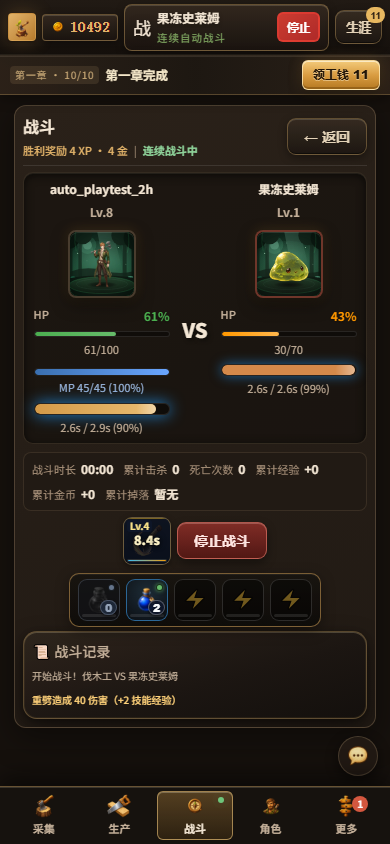 10492
战
果冻史莱姆
连续自动战斗
停止
生涯
11
第一章 · 10/10
第一章完成
领工钱 11
战斗
胜利奖励 4 XP · 4 金 | 连续战斗中
← 返回
auto_playtest_2h
Lv.8
果冻史莱姆
Lv.1
HP 61%
61/100
MP 45/45 (100%)
2.6s / 2.9s (90%)
VS
HP 43%
30/70
2.6s / 2.6s (99%)
战斗时长 00:00 累计击杀 0 死亡次数 0 累计经验 +0
累计金币 +0 累计掉落 暂无
Lv.4
8.4s
停止战斗
0
2
战斗记录
开始战斗！伐木工 VS 果冻史莱姆
重劈造成 40 伤害（+2 技能经验）
采集
生产
战斗
角色
更多
1